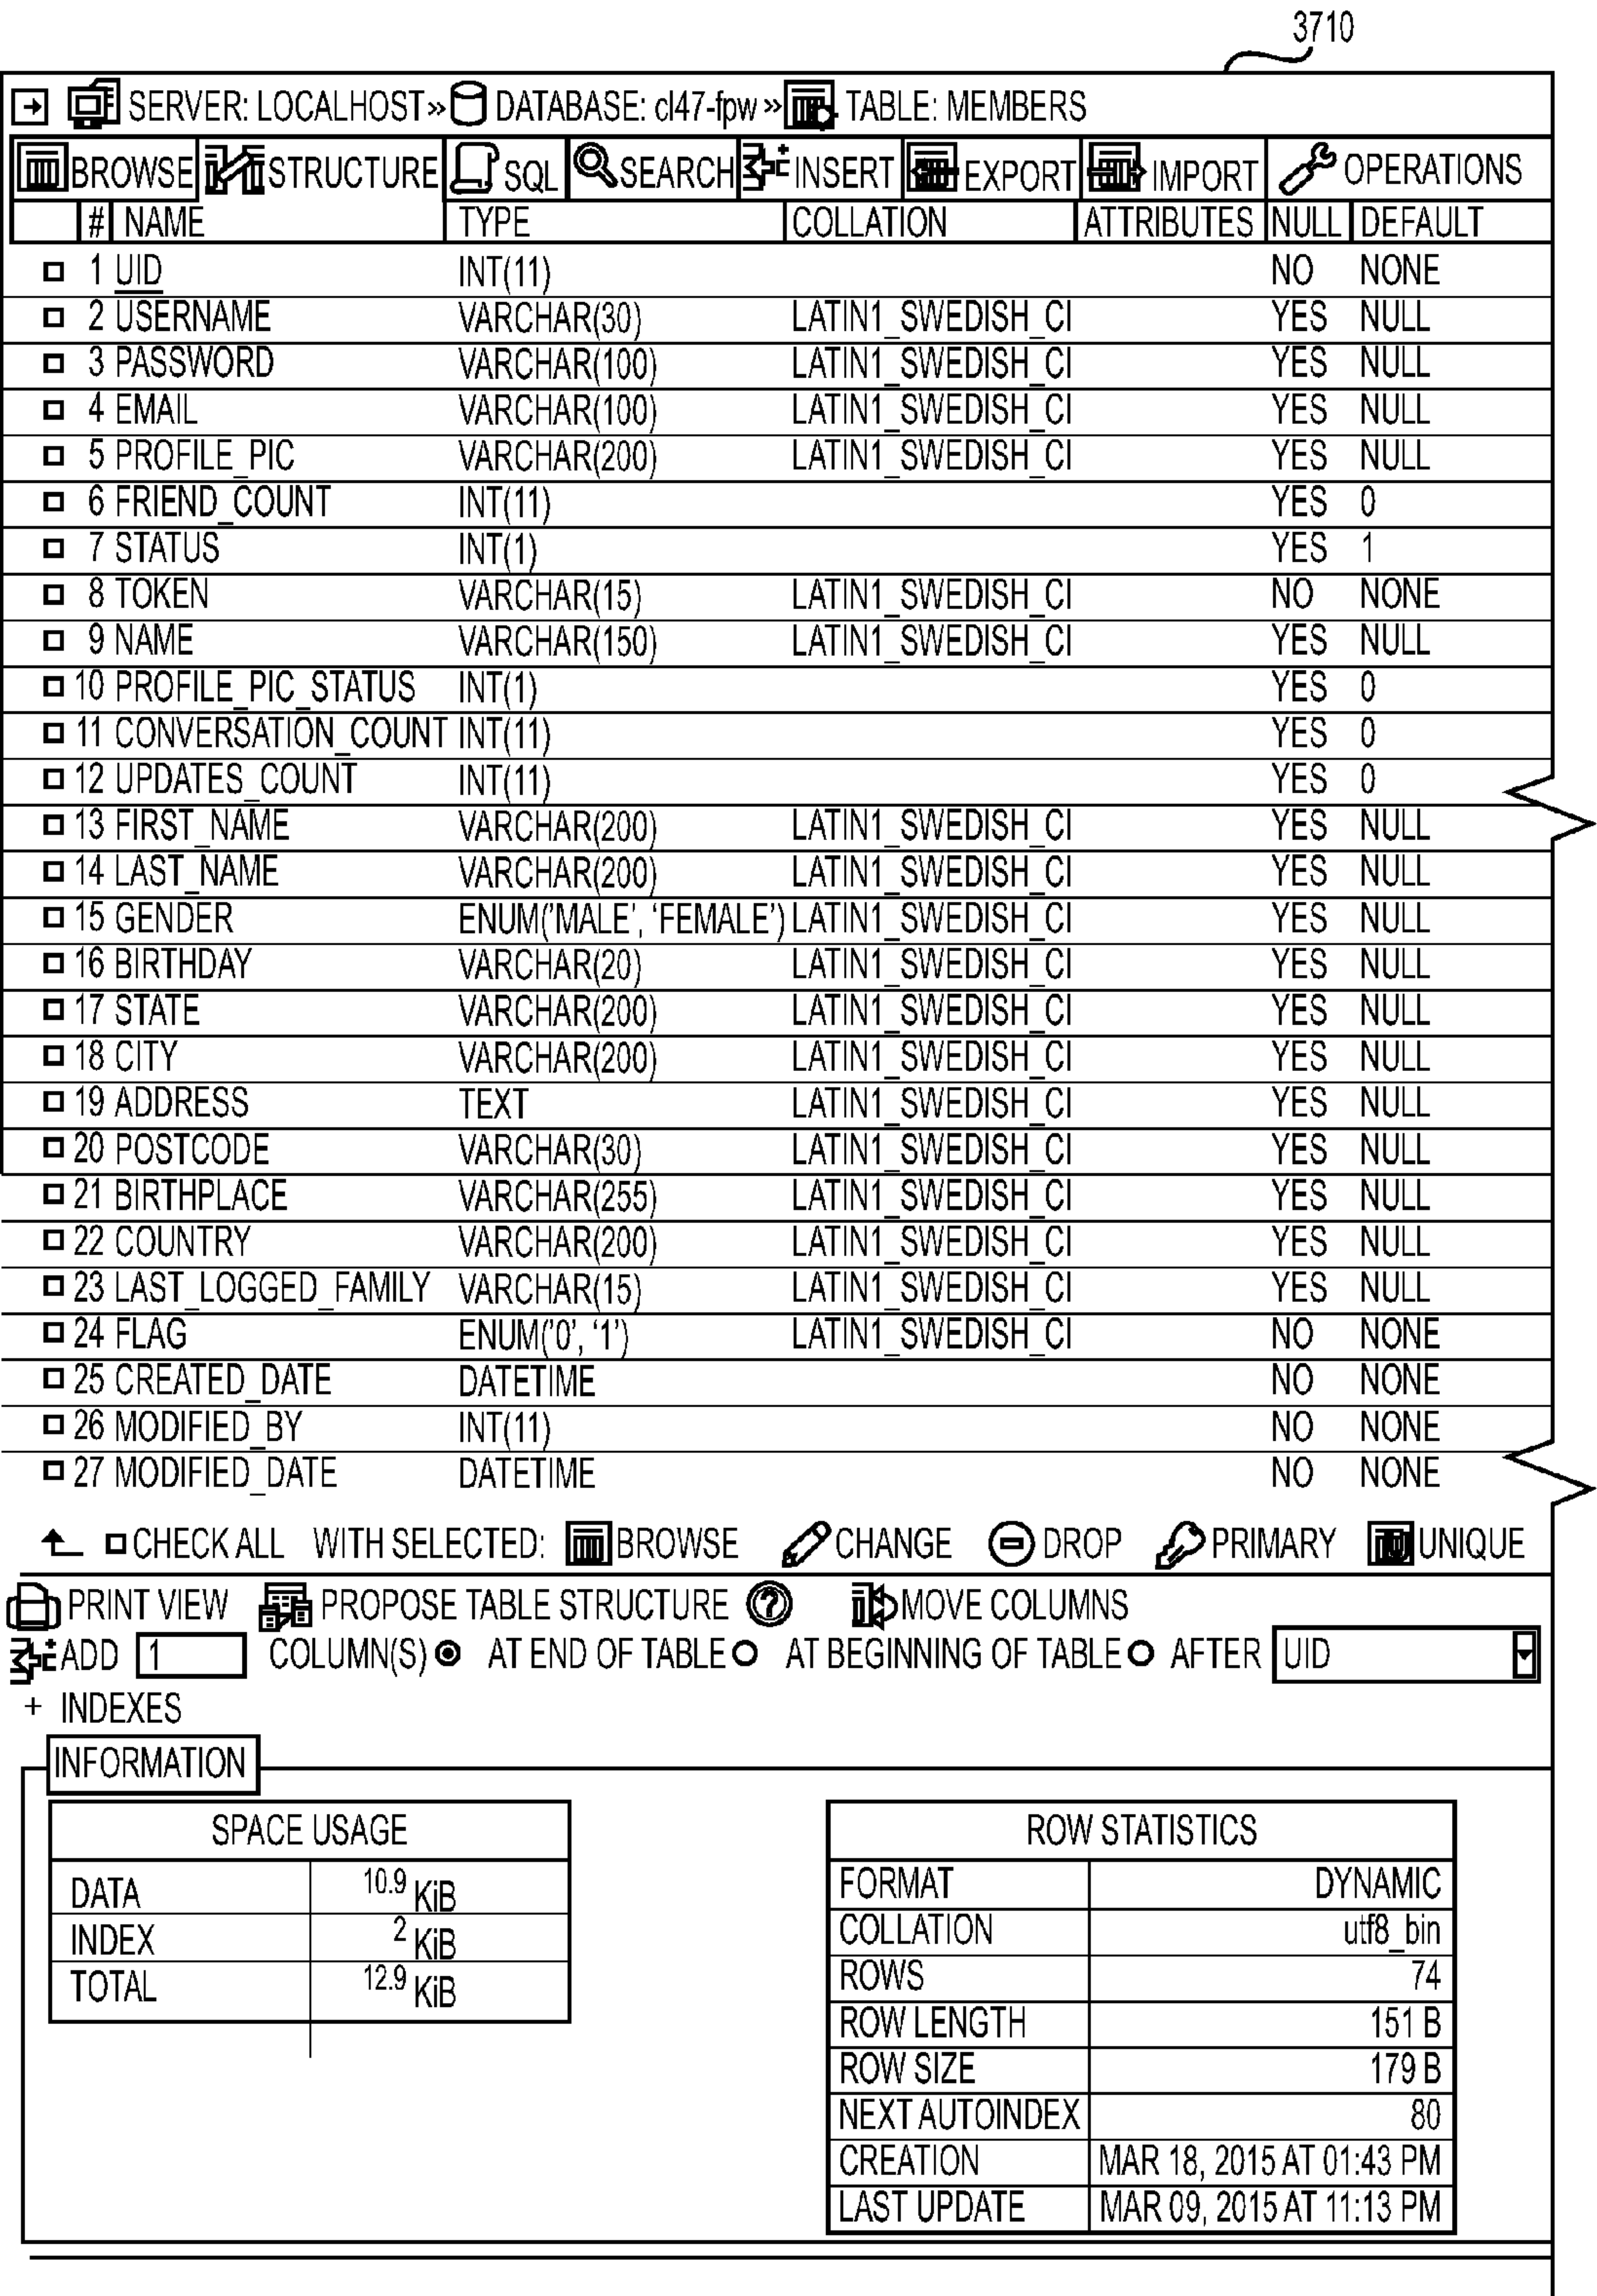 3710
SERVER: LOCALHOST» DATABASE: cl47-fpw» TABLE: MEMBERS
BROWSE STRUCTURE SQL SEARCH INSERT EXPORT IMPORT OPERATIONS
# NAME TYPE COLLATION ATTRIBUTES NULL DEFAULT
1 UID INT(11) NO NONE
2 USERNAME VARCHAR(30) LATIN1_SWEDISH_CI YES NULL
3 PASSWORD VARCHAR(100) LATIN1_SWEDISH_CI YES NULL
4 EMAIL VARCHAR(100) LATIN1_SWEDISH_CI YES NULL
5 PROFILE_PIC VARCHAR(200) LATIN1_SWEDISH_CI YES NULL
6 FRIEND_COUNT INT(11) YES 0
7 STATUS INT(1) YES 1
8 TOKEN VARCHAR(15) LATIN1_SWEDISH_CI NO NONE
9 NAME VARCHAR(150) LATIN1_SWEDISH_CI YES NULL
10 PROFILE_PIC_STATUS INT(1) YES 0
11 CONVERSATION_COUNT INT(11) YES 0
12 UPDATES_COUNT INT(11) YES 0
13 FIRST_NAME VARCHAR(200) LATIN1_SWEDISH_CI YES NULL
14 LAST_NAME VARCHAR(200) LATIN1_SWEDISH_CI YES NULL
15 GENDER ENUM(’MALE’, ‘FEMALE’) LATIN1_SWEDISH_CI YES NULL
16 BIRTHDAY VARCHAR(20) LATIN1_SWEDISH_CI YES NULL
17 STATE VARCHAR(200) LATIN1_SWEDISH_CI YES NULL
18 CITY VARCHAR(200) LATIN1_SWEDISH_CI YES NULL
19 ADDRESS TEXT LATIN1_SWEDISH_CI YES NULL
20 POSTCODE VARCHAR(30) LATIN1_SWEDISH_CI YES NULL
21 BIRTHPLACE VARCHAR(255) LATIN1_SWEDISH_CI YES NULL
22 COUNTRY VARCHAR(200) LATIN1_SWEDISH_CI YES NULL
23 LAST_LOGGED_FAMILY VARCHAR(15) LATIN1_SWEDISH_CI YES NULL
24 FLAG ENUM(’0’, ‘1’) LATIN1_SWEDISH_CI NO NONE
25 CREATED_DATE DATETIME NO NONE
26 MODIFIED_BY INT(11) NO NONE
27 MODIFIED_DATE DATETIME NO NONE
CHECK ALL WITH SELECTED: BROWSE CHANGE DROP PRIMARY UNIQUE
PRINT VIEW PROPOSE TABLE STRUCTURE ? MOVE COLUMNS
ADD 1 COLUMN(S) AT END OF TABLE AT BEGINNING OF TABLE AFTER UID
+ INDEXES
INFORMATION
SPACE USAGE
DATA 10.9 KiB
INDEX 2 KiB
TOTAL 12.9 KiB
ROW STATISTICS
FORMAT DYNAMIC
COLLATION utf8_bin
ROWS 74
ROW LENGTH 151 B
ROW SIZE 179 B
NEXT AUTOINDEX 80
CREATION MAR 18, 2015 AT 01:43 PM
LAST UPDATE MAR 09, 2015 AT 11:13 PM